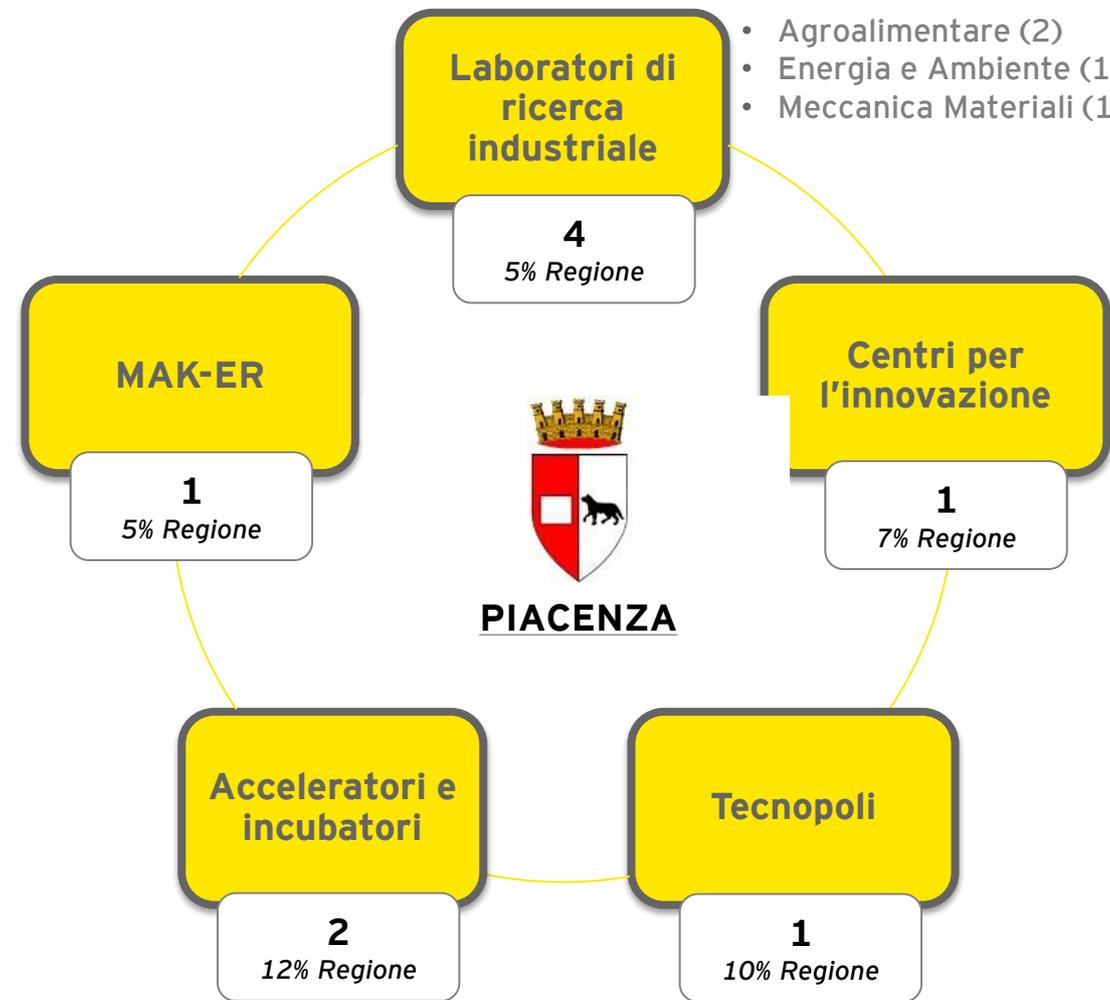 Laboratori di
ricerca
industriale
4
5% Regione
• Agroalimentare (2)
• Energia e Ambiente (1
• Meccanica Materiali (1
MAK-ER
1
5% Regione
Centri per
l'innovazione
1
7% Regione
PIACENZA
Acceleratori e
incubatori
2
12% Regione
Tecnopoli
1
10% Regione